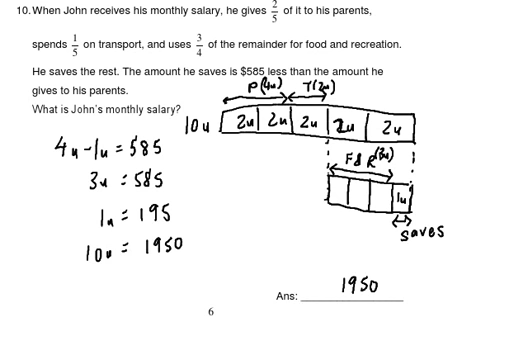 10. When John receives his monthly salary, he gives 2/5 of it to his parents,
spends 1/5 on transport, and uses 3/4 of the remainder for food and recreation.
He saves the rest. The amount he saves is $585 less than the amount he
gives to his parents.
What is John's monthly salary?
P(4u) T(2u)
10u 2u 2u 2u 2u 2u
4u-1u = 585
F& R(3u)
3u = 585
1u
1u = 195
saves
10u = 1950
Ans: 1950
6